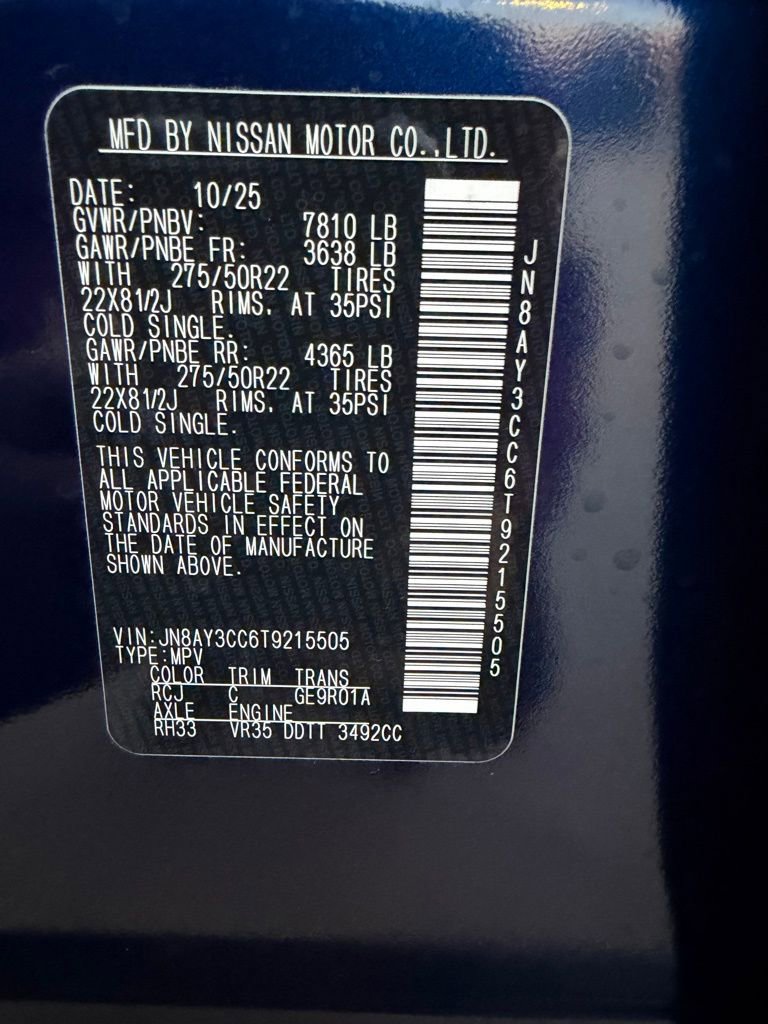 MFD BY NISSAN MOTOR CO.,LTD.
DATE: 10/25
GVWR/PNBV: 7810 LB
GAWR/PNBE FR: 3638 LB
WITH 275/50R22 TIRES
22X81/2J RIMS. AT 35PSI
COLD SINGLE.
GAWR/PNBE RR: 4365 LB
WITH 275/50R22 TIRES
22X81/2J RIMS. AT 35PSI
COLD SINGLE.
THIS VEHICLE CONFORMS TO
ALL APPLICABLE FEDERAL
MOTOR VEHICLE SAFETY
STANDARDS IN EFFECT ON
THE DATE OF MANUFACTURE
SHOWN ABOVE.
VIN:JN8AY3CC6T9215505
TYPE:MPV
COLOR TRIM TRANS
RCJ C GE9R01A
AXLE ENGINE
RH33 VR35 DDTT 3492CC
JN8AY3CC6T9215505